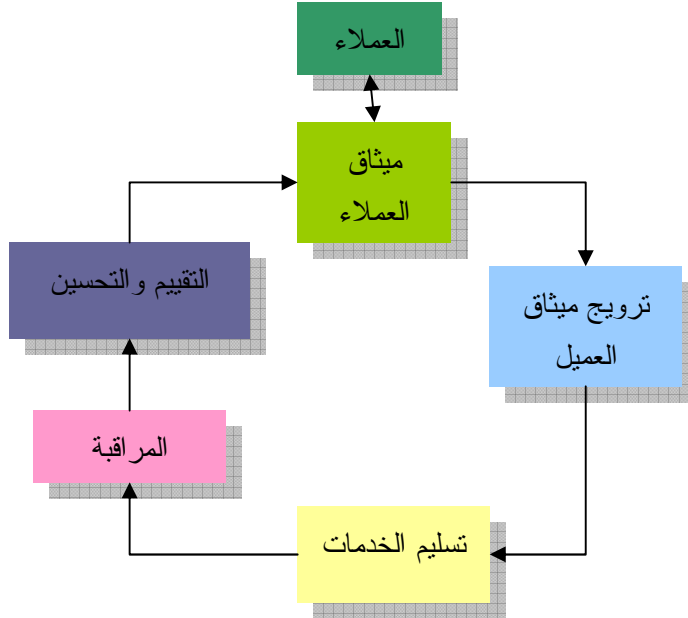 العملاء
ميثاق
العملاء
ترويج ميثاق
العميل
تسليم الخدمات
المراقبة
التقييم والتحسين